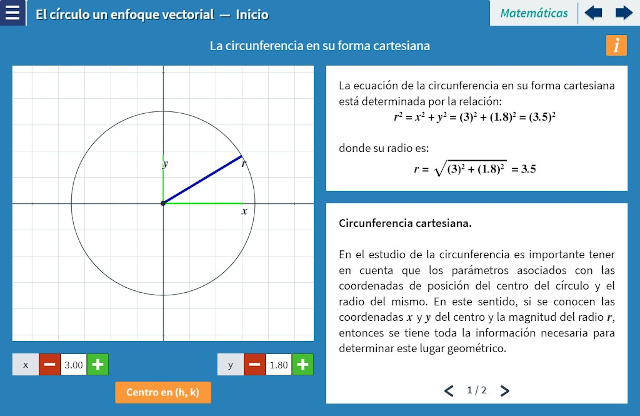 El círculo un enfoque vectorial — Inicio
Matemáticas
La circunferencia en su forma cartesiana
i
La ecuación de la circunferencia en su forma cartesiana
está determinada por la relación:
r² = x² + y² = (3)² + (1.8)² = (3.5)²
donde su radio es:
r = √(3)² + (1.8)² = 3.5
y
r
x
Circunferencia cartesiana.
En el estudio de la circunferencia es importante tener
en cuenta que los parámetros asociados con las
coordenadas de posición del centro del círculo y el
radio del mismo. En este sentido, si se conocen las
coordenadas x y y del centro y la magnitud del radio r,
entonces se tiene toda la información necesaria para
determinar este lugar geométrico.
x − 3.00 +
y − 1.80 +
Centro en (h, k)
1 / 2